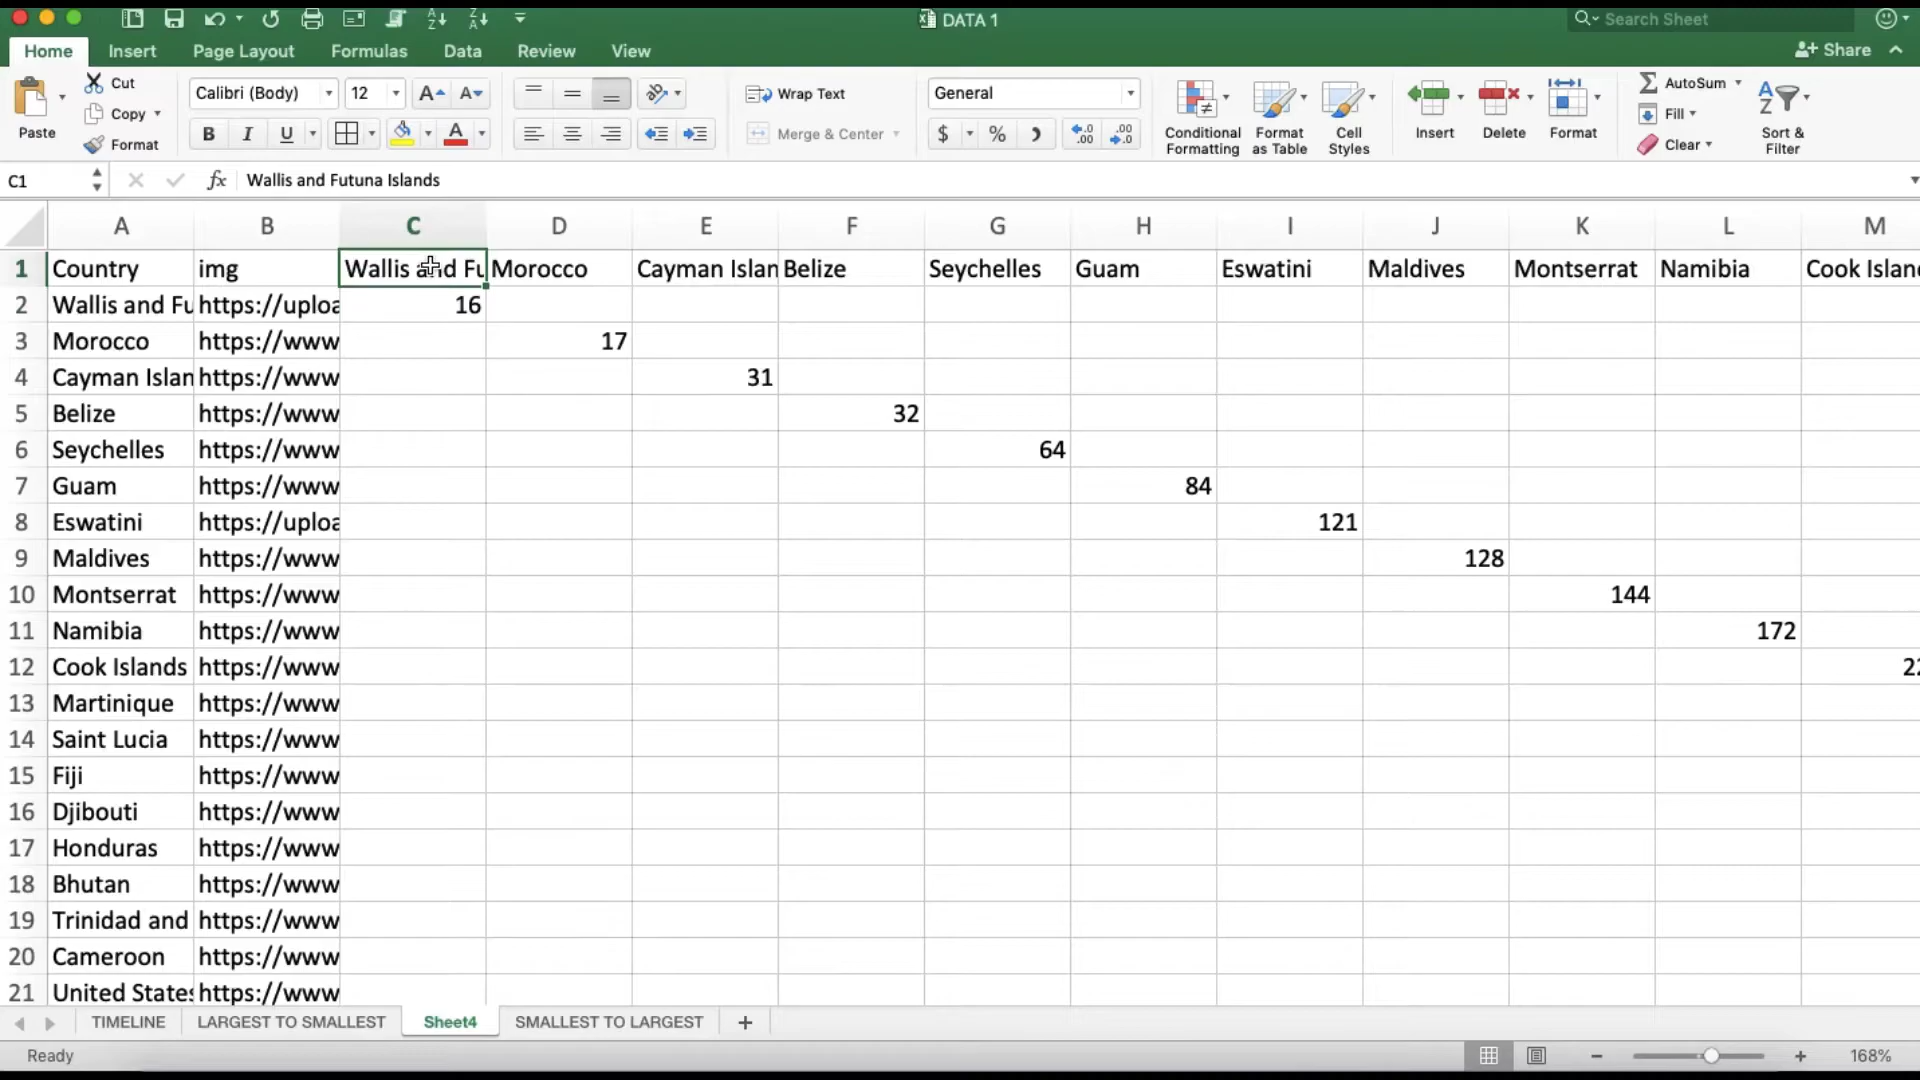 DATA 1
Search Sheet
Home Insert Page Layout Formulas Data Review View
Share
Paste
Cut
Copy
Format
Calibri (Body) 12
B I U
Wrap Text
Merge & Center
General
$ %
Conditional Formatting
Format as Table
Cell Styles
Insert
Delete
Format
AutoSum
Fill
Clear
Sort & Filter
C1 fx Wallis and Futuna Islands
A B C D E F G H I J K L M
1 Country img Wallis and Fu Morocco Cayman Islan Belize Seychelles Guam Eswatini Maldives Montserrat Namibia Cook Island
2 Wallis and Fu https://uploa 16
3 Morocco https://www 17
4 Cayman Islan https://www 31
5 Belize https://www 32
6 Seychelles https://www 64
7 Guam https://www 84
8 Eswatini https://uploa 121
9 Maldives https://www 128
10 Montserrat https://www 144
11 Namibia https://www 172
12 Cook Islands https://www 22
13 Martinique https://www
14 Saint Lucia https://www
15 Fiji https://www
16 Djibouti https://www
17 Honduras https://www
18 Bhutan https://www
19 Trinidad and https://www
20 Cameroon https://www
21 United States https://www
TIMELINE LARGEST TO SMALLEST Sheet4 SMALLEST TO LARGEST +
Ready 168%